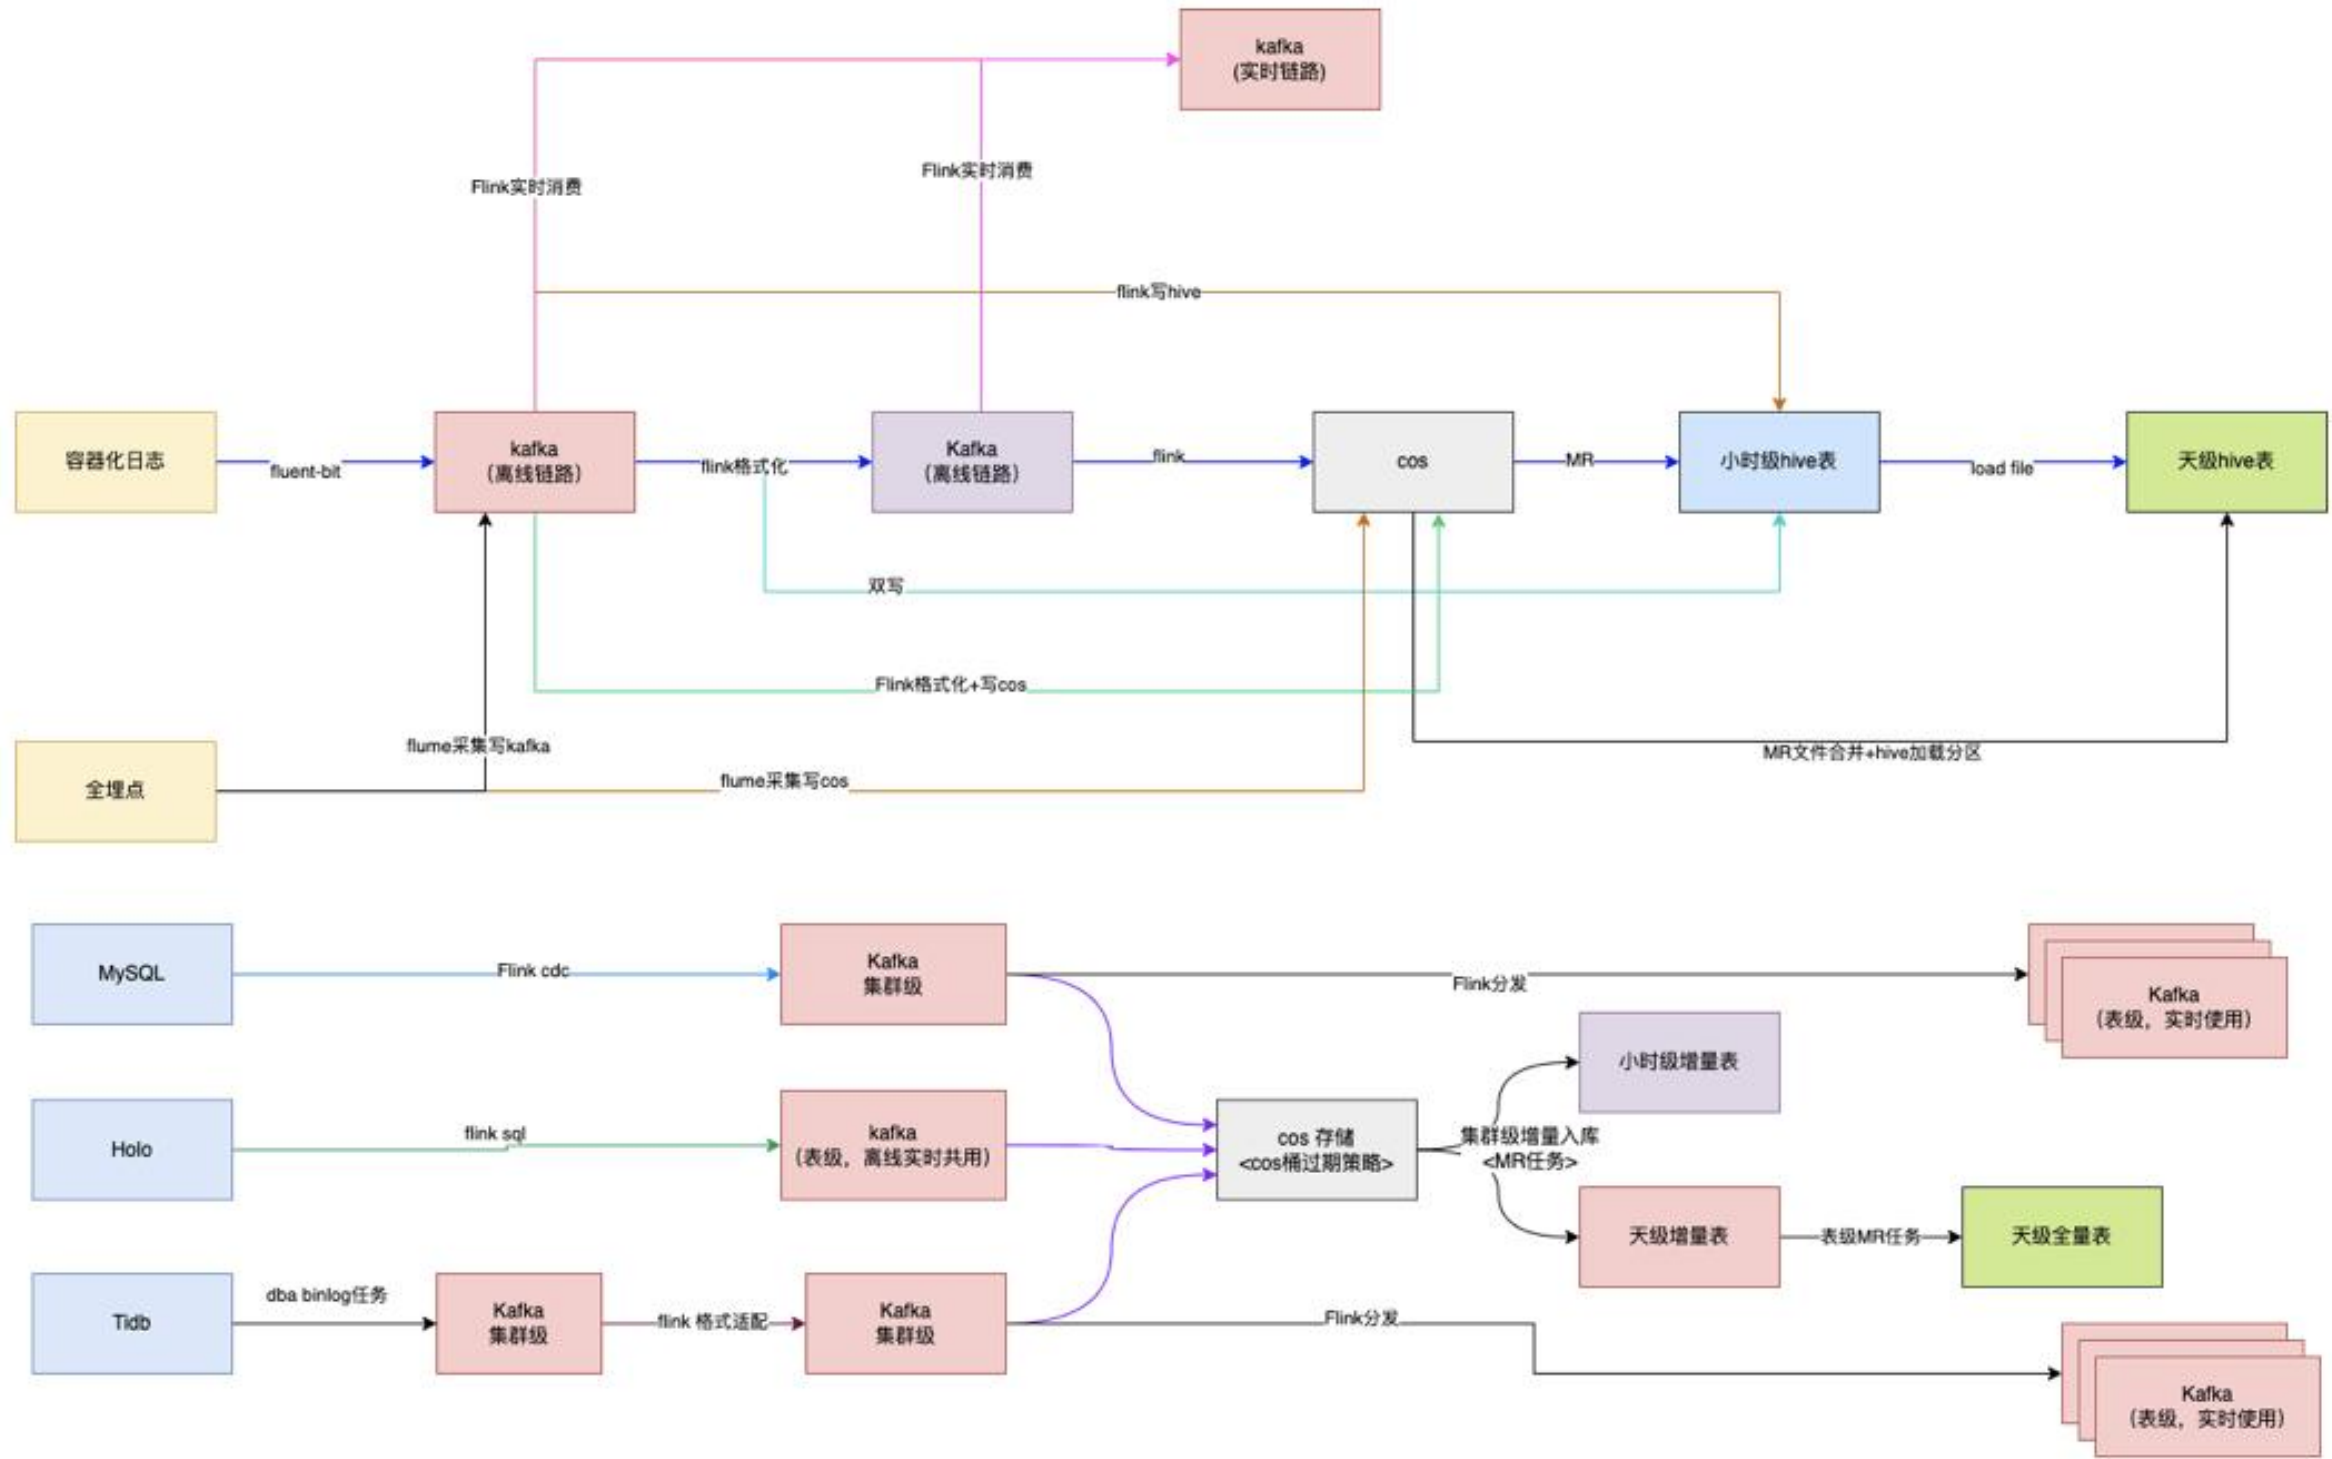 kafka
(实时链路)
Flink实时消费
Flink实时消费
flink写hive
容器化日志
fluent-bit
kafka
（离线链路）
flink格式化
Kafka
（离线链路）
flink
cos
MR
小时级hive表
load file
天级hive表
双写
Flink格式化+写cos
flume采集写kafka
MR文件合并+hive加载分区
全埋点
flume采集写cos
MySQL
Flink cdc
Kafka
集群级
Flink分发
Kafka
（表级，实时使用）
小时级增量表
Holo
flink sql
kafka
（表级，离线实时共用）
cos 存储
<cos桶过期策略>
集群级增量入库
<MR任务>
天级增量表
表级MR任务
天级全量表
Tidb
dba binlog任务
Kafka
集群级
flink 格式适配
Kafka
集群级
Flink分发
Kafka
（表级，实时使用）